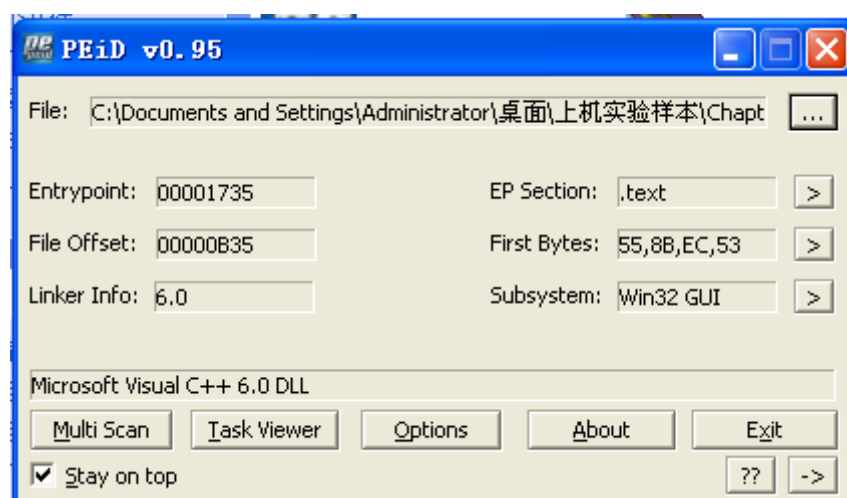 PEiD v0.95
File: C:\Documents and Settings\Administrator\桌面\上机实验样本\Chapt ...
Entrypoint: 00001735 EP Section: .text >
File Offset: 00000B35 First Bytes: 55,8B,EC,53 >
Linker Info: 6.0 Subsystem: Win32 GUI >
Microsoft Visual C++ 6.0 DLL
Multi Scan Task Viewer Options About Exit
Stay on top ?? ->